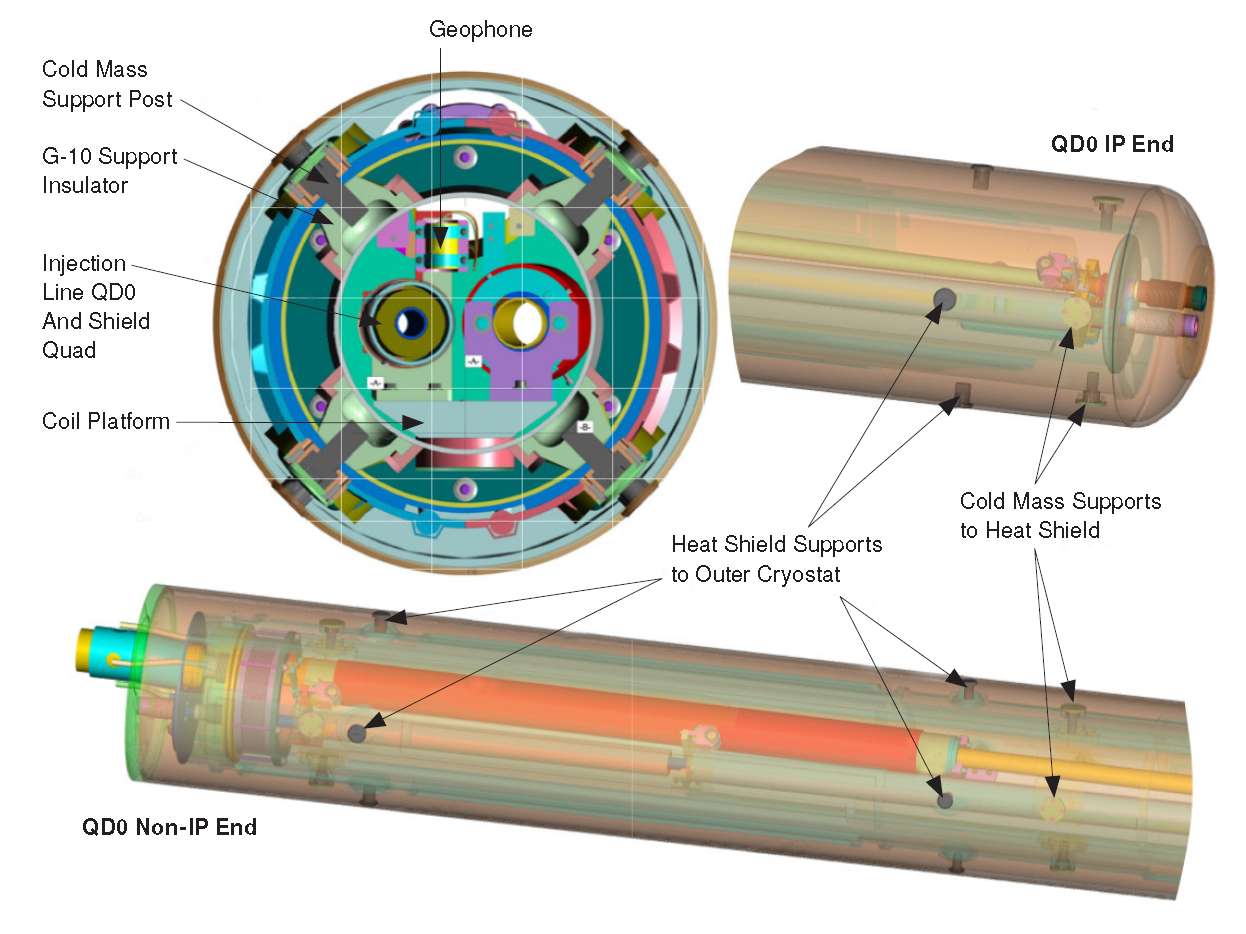 Geophone
Cold Mass
Support Post
G-10 Support
Insulator
Injection
Line QD0
And Shield
Quad
Coil Platform
-A-
-A-
-B-
QD0 IP End
Cold Mass Supports
to Heat Shield
Heat Shield Supports
to Outer Cryostat
QD0 Non-IP End